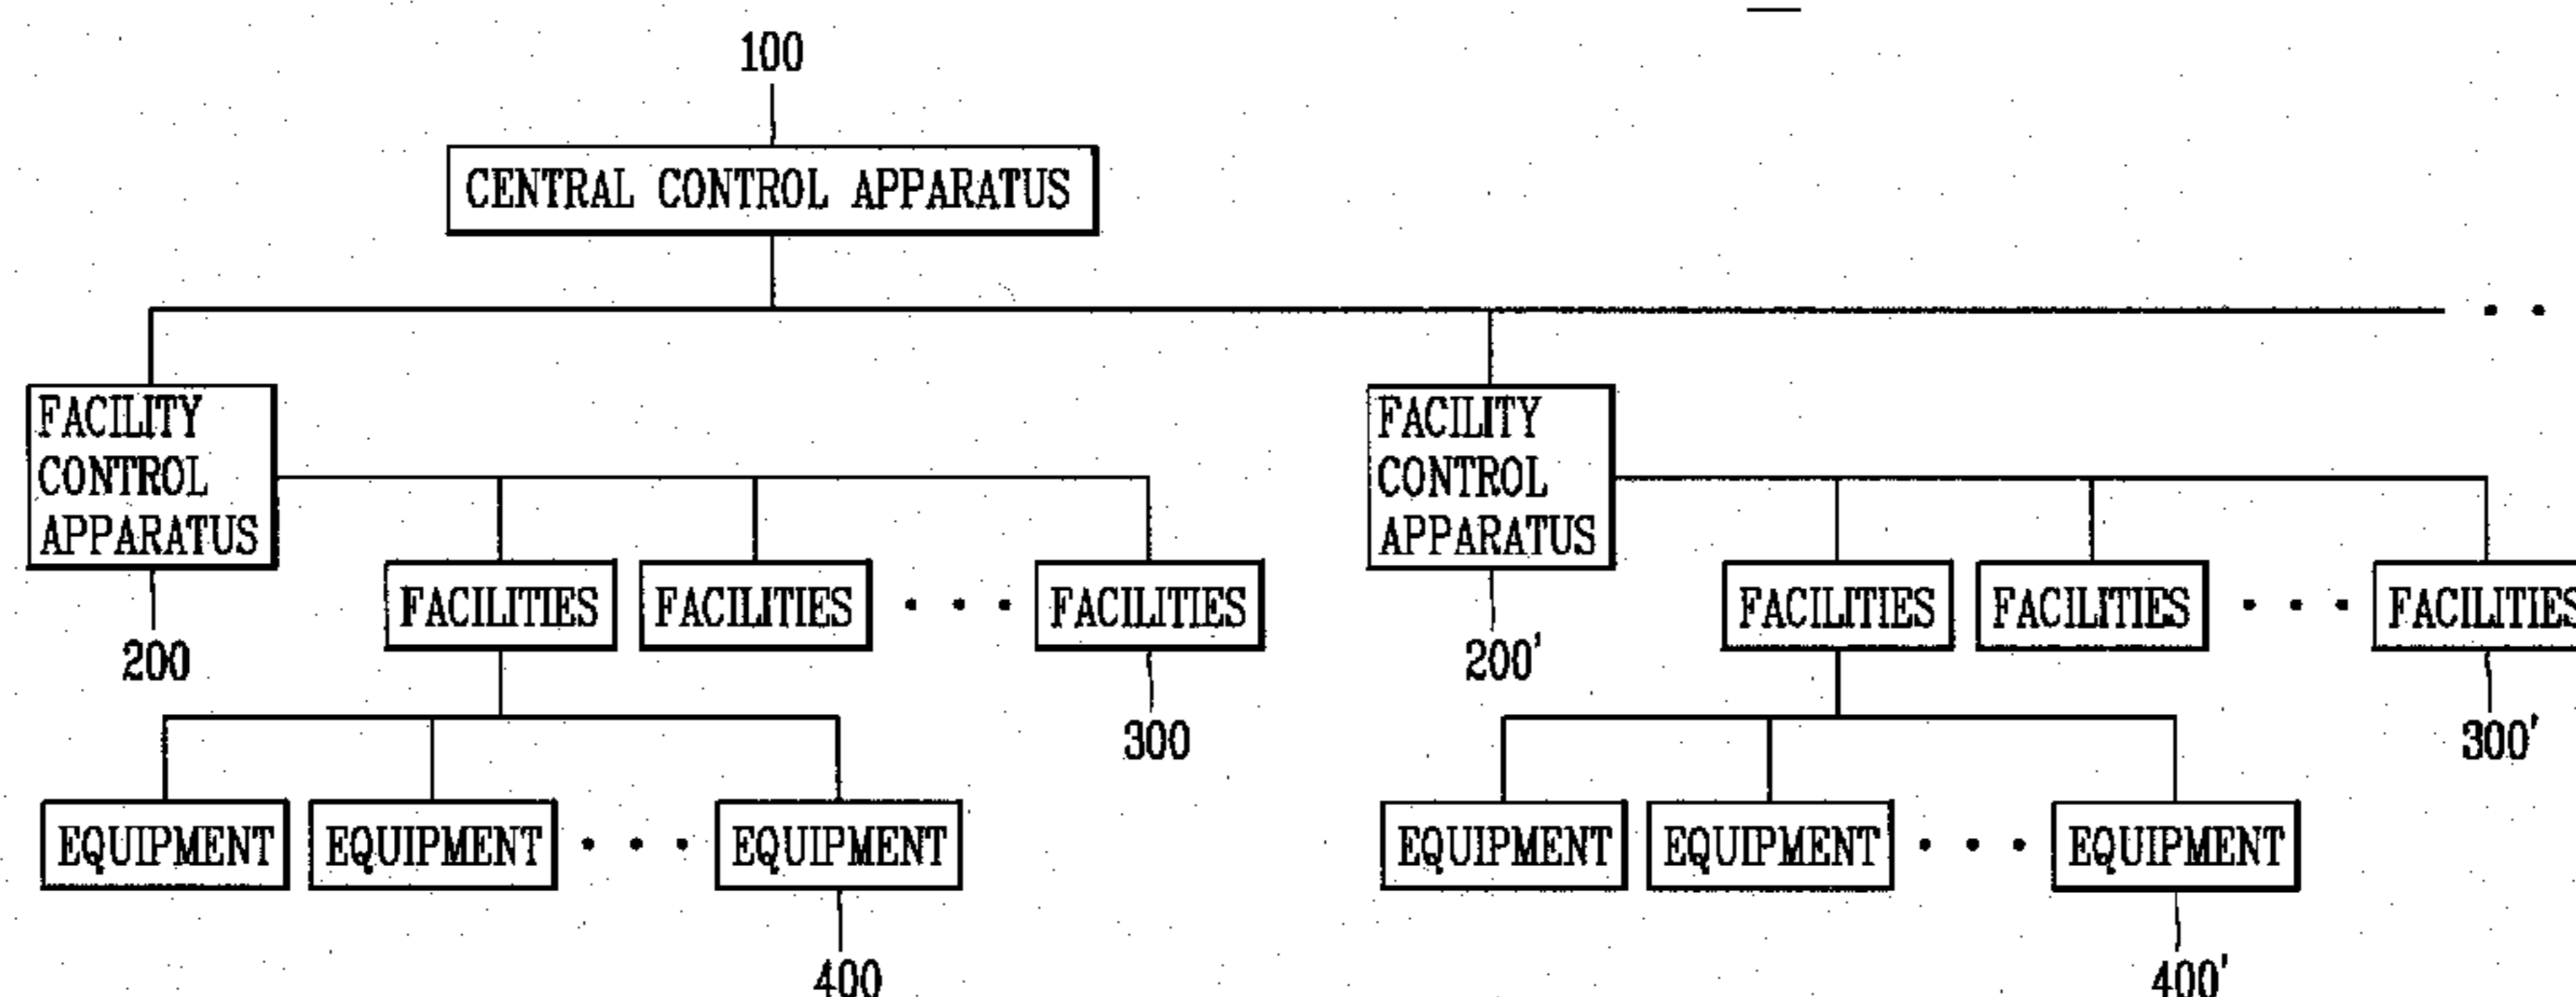 100
CENTRAL CONTROL APPARATUS
FACILITY
CONTROL
APPARATUS
200
FACILITIES
FACILITIES
• • •
FACILITIES
300
EQUIPMENT
EQUIPMENT
• • •
EQUIPMENT
400
• •
FACILITY
CONTROL
APPARATUS
200'
FACILITIES
FACILITIES
• • •
FACILITIES
300'
EQUIPMENT
EQUIPMENT
• • •
EQUIPMENT
400'